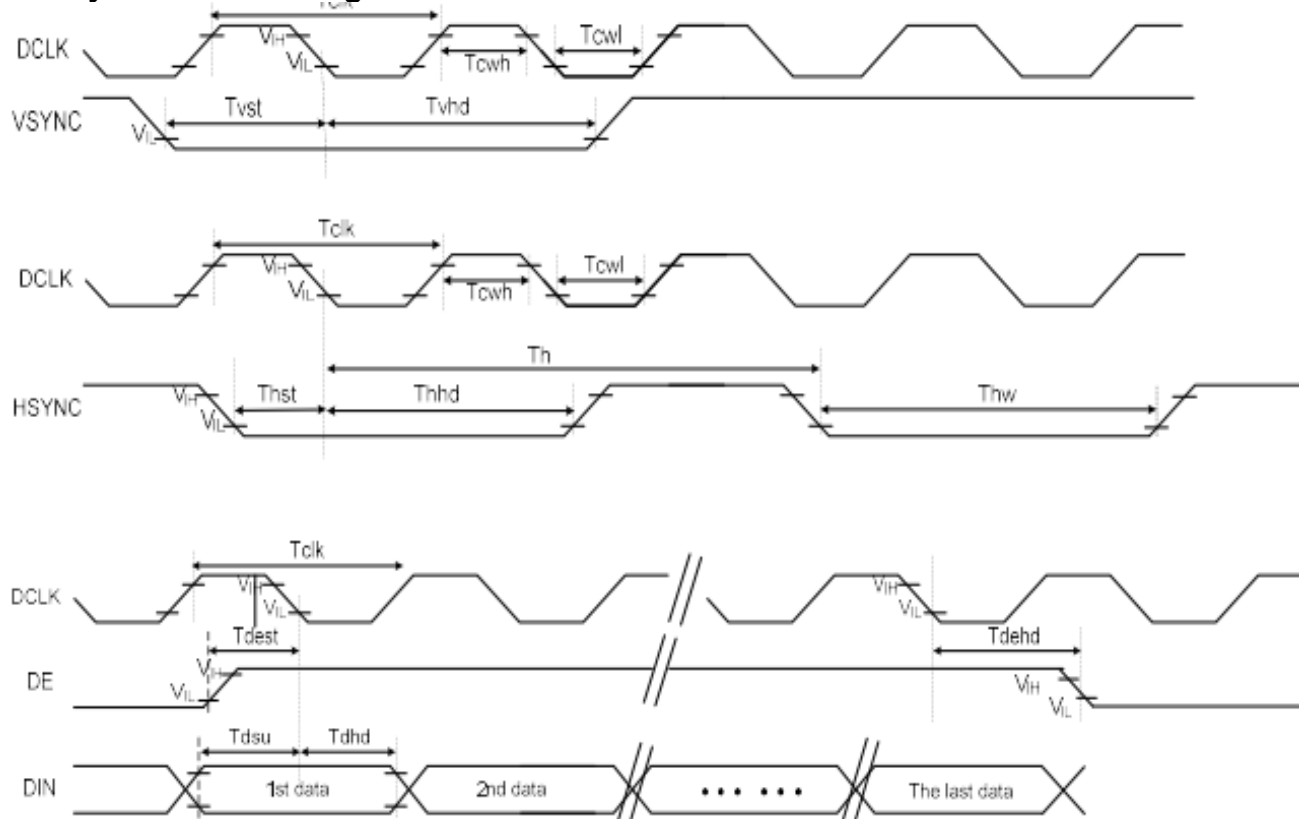 Tclk
DCLK VIH VIL Tcwh Tcwl
VSYNC VIL Tvst Tvhd
Tclk
DCLK VIH VIL Tcwh Tcwl
Th
HSYNC VIH VIL Thst Thhd Thw
Tclk
DCLK VIH VIL VIH VIL
Tdest Tdehd
DE VIH VIL VIH VIL
Tdsu Tdhd
DIN 1st data 2nd data •••• ••• The last data